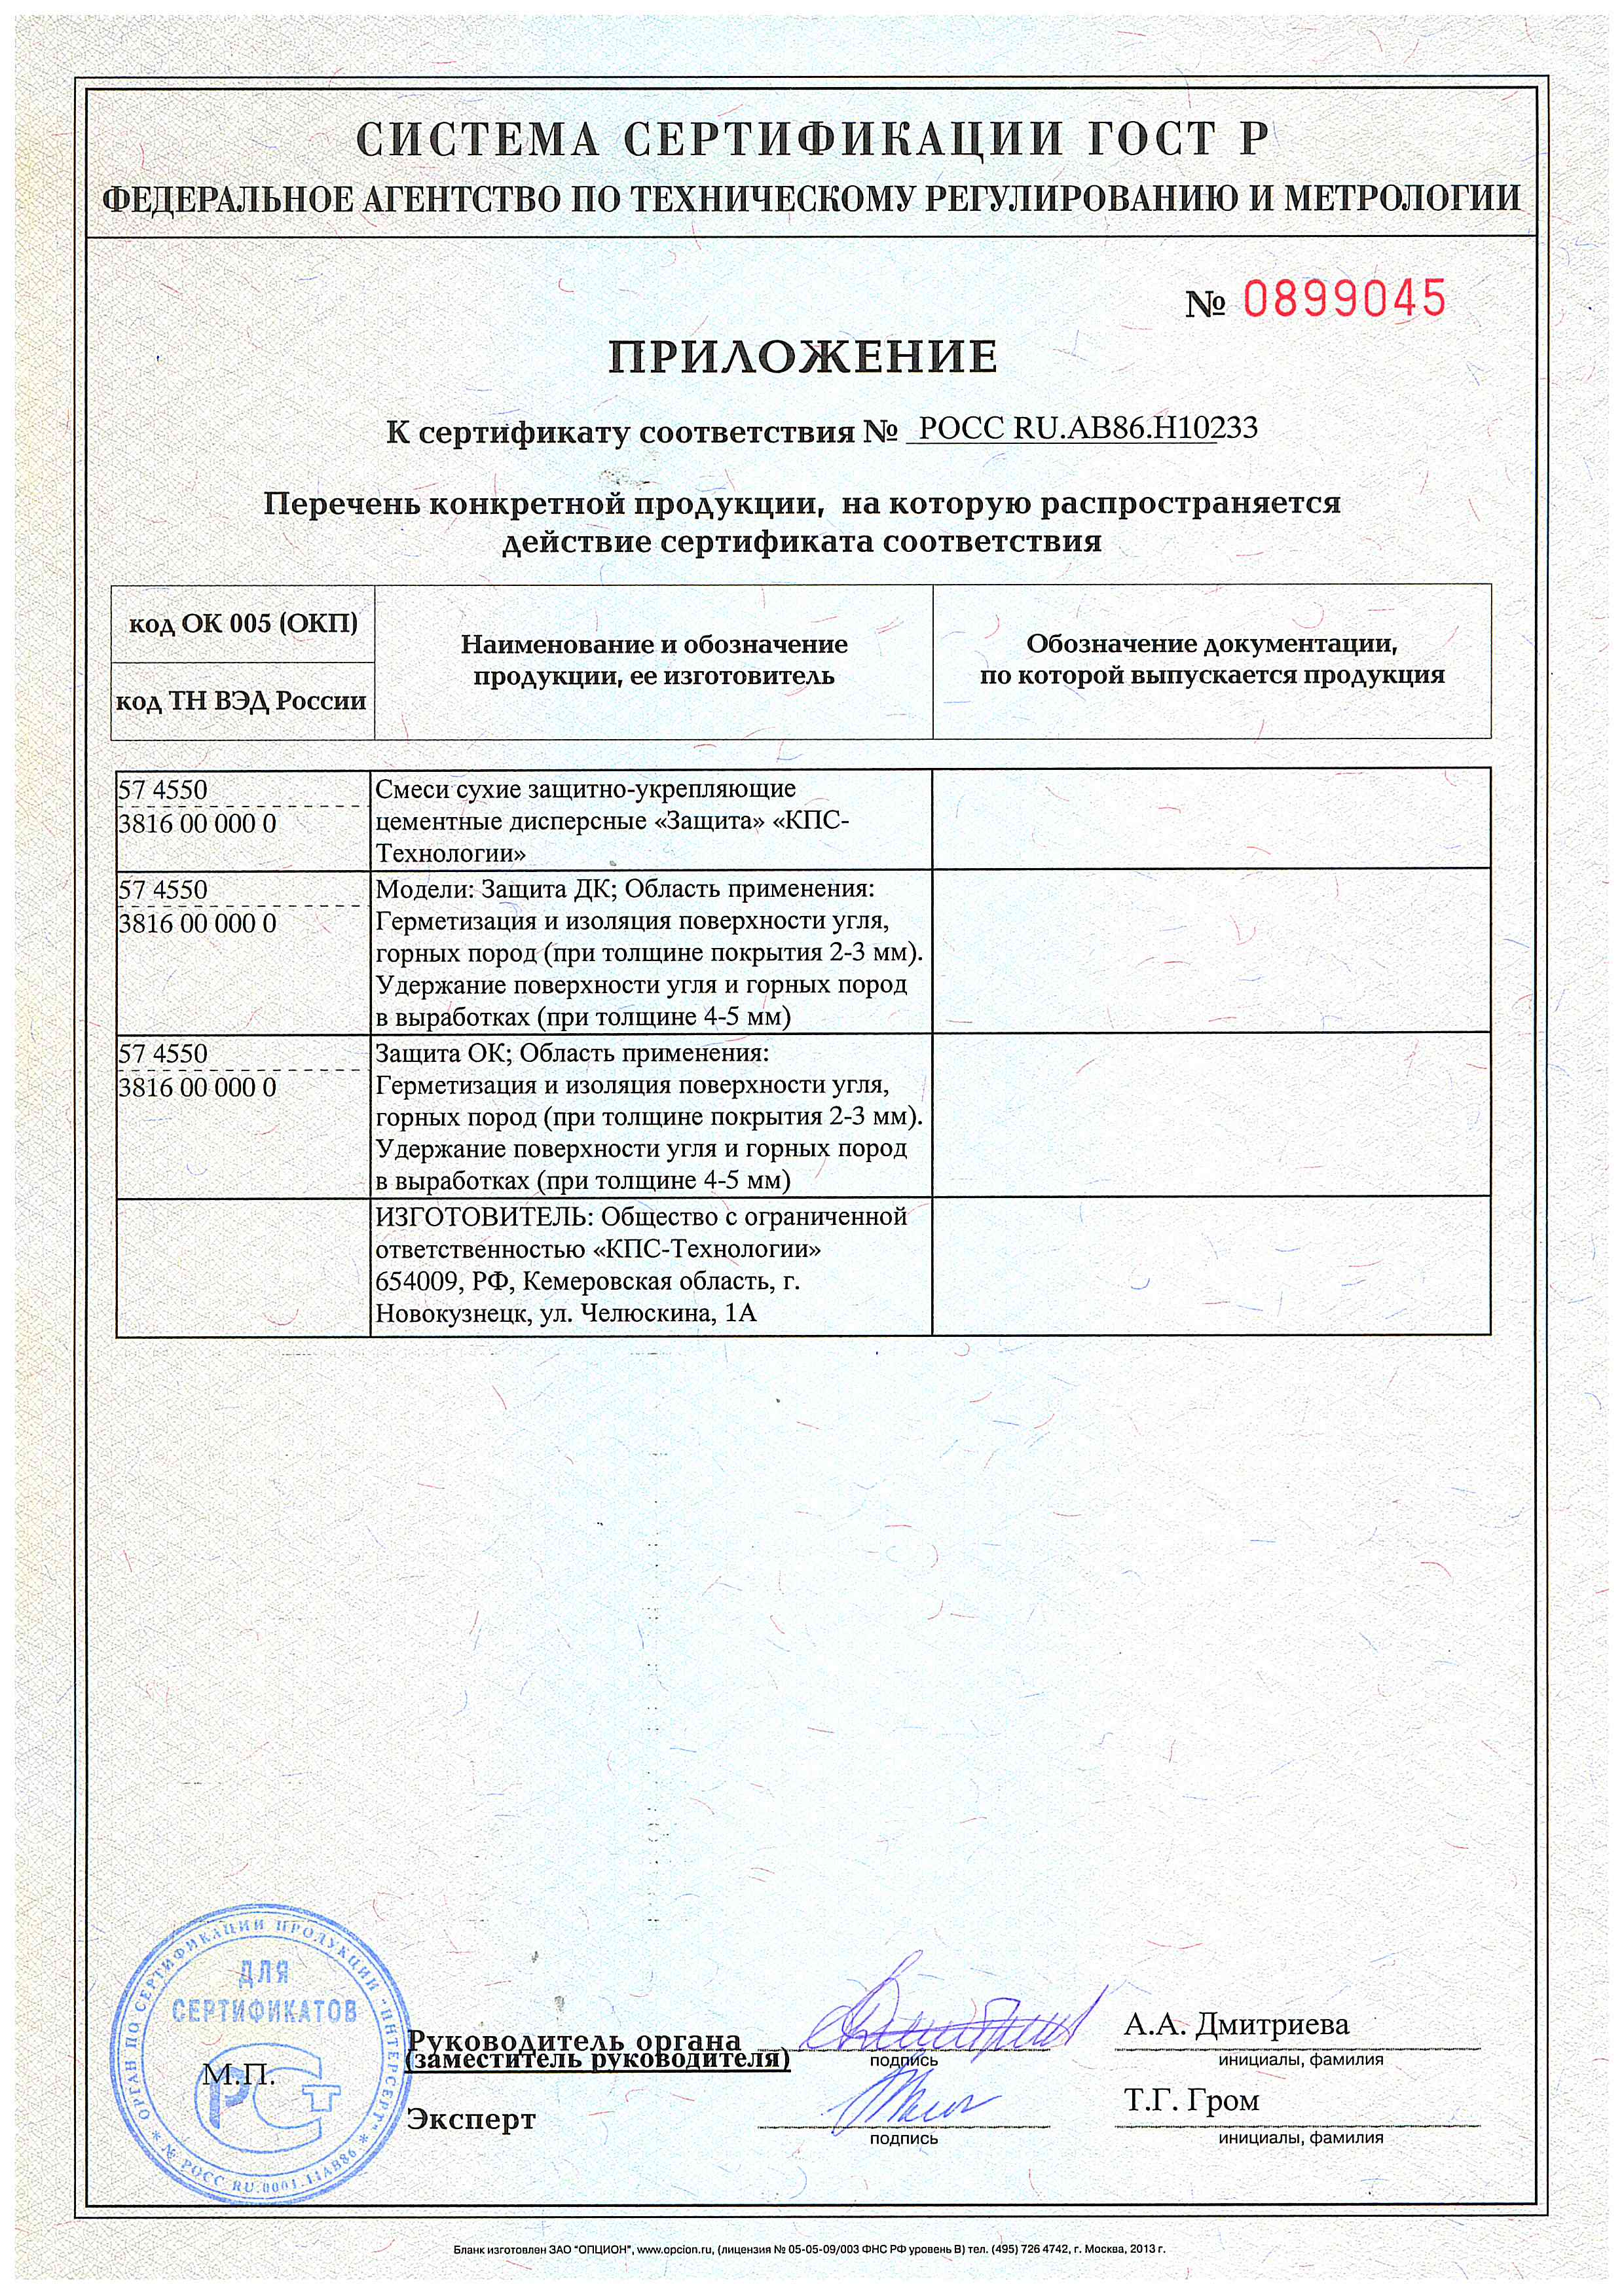 СИСТЕМА СЕРТИФИКАЦИИ ГОСТ Р
ФЕДЕРАЛЬНОЕ АГЕНТСТВО ПО ТЕХНИЧЕСКОМУ РЕГУЛИРОВАНИЮ И МЕТРОЛОГИИ
№ 0899045
ПРИЛОЖЕНИЕ
К сертификату соответствия № РОСС RU.АВ86.Н10233
Перечень конкретной продукции, на которую распространяется
действие сертификата соответствия
код ОК 005 (ОКП)
код ТН ВЭД России
Наименование и обозначение
продукции, ее изготовитель
Обозначение документации,
по которой выпускается продукция
57 4550
3816 00 000 0
Смеси сухие защитно-укрепляющие
цементные дисперсные «Защита» «КПС-
Технологии»
57 4550
3816 00 000 0
Модели: Защита ДК; Область применения:
Герметизация и изоляция поверхности угля,
горных пород (при толщине покрытия 2-3 мм).
Удержание поверхности угля и горных пород
в выработках (при толщине 4-5 мм)
57 4550
3816 00 000 0
Защита ОК; Область применения:
Герметизация и изоляция поверхности угля,
горных пород (при толщине покрытия 2-3 мм).
Удержание поверхности угля и горных пород
в выработках (при толщине 4-5 мм)
ИЗГОТОВИТЕЛЬ: Общество с ограниченной
ответственностью «КПС-Технологии»
654009, РФ, Кемеровская область, г.
Новокузнецк, ул. Челюскина, 1А
ОРГАН ПО СЕРТИФИКАЦИИ ПРОДУКЦИИ "ИНТЕРСЕРТ"
№ РОСС RU.0001.11АВ86
ДЛЯ
СЕРТИФИКАТОВ
М.П.
Руководитель органа
(заместитель руководителя)
подпись
А.А. Дмитриева
инициалы, фамилия
Эксперт
подпись
Т.Г. Гром
инициалы, фамилия
Бланк изготовлен ЗАО "ОПЦИОН", www.opcion.ru, (лицензия № 05-05-09/003 ФНС РФ уровень В) тел. (495) 726 4742, г. Москва, 2013 г.